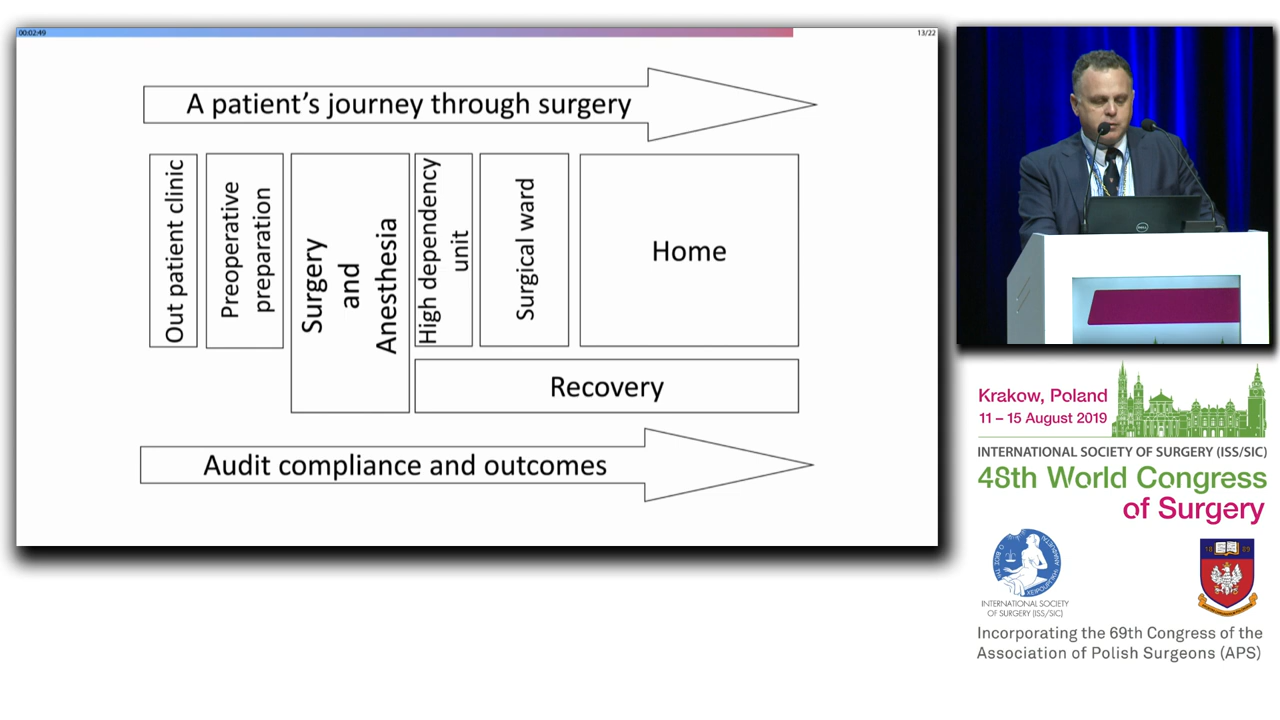 00:02:49
13/22
A patient's journey through surgery
Out patient clinic
Preoperative
preparation
Surgery
and
Anesthesia
High dependency
unit
Surgical ward
Home
Recovery
Audit compliance and outcomes
DELL
Krakow, Poland
11 – 15 August 2019
INTERNATIONAL SOCIETY OF SURGERY (ISS/SIC)
48th World Congress
of Surgery
INTERNATIONAL SOCIETY
OF SURGERY (ISS/SIC)
18 89
Incorporating the 69th Congress of the
Association of Polish Surgeons (APS)